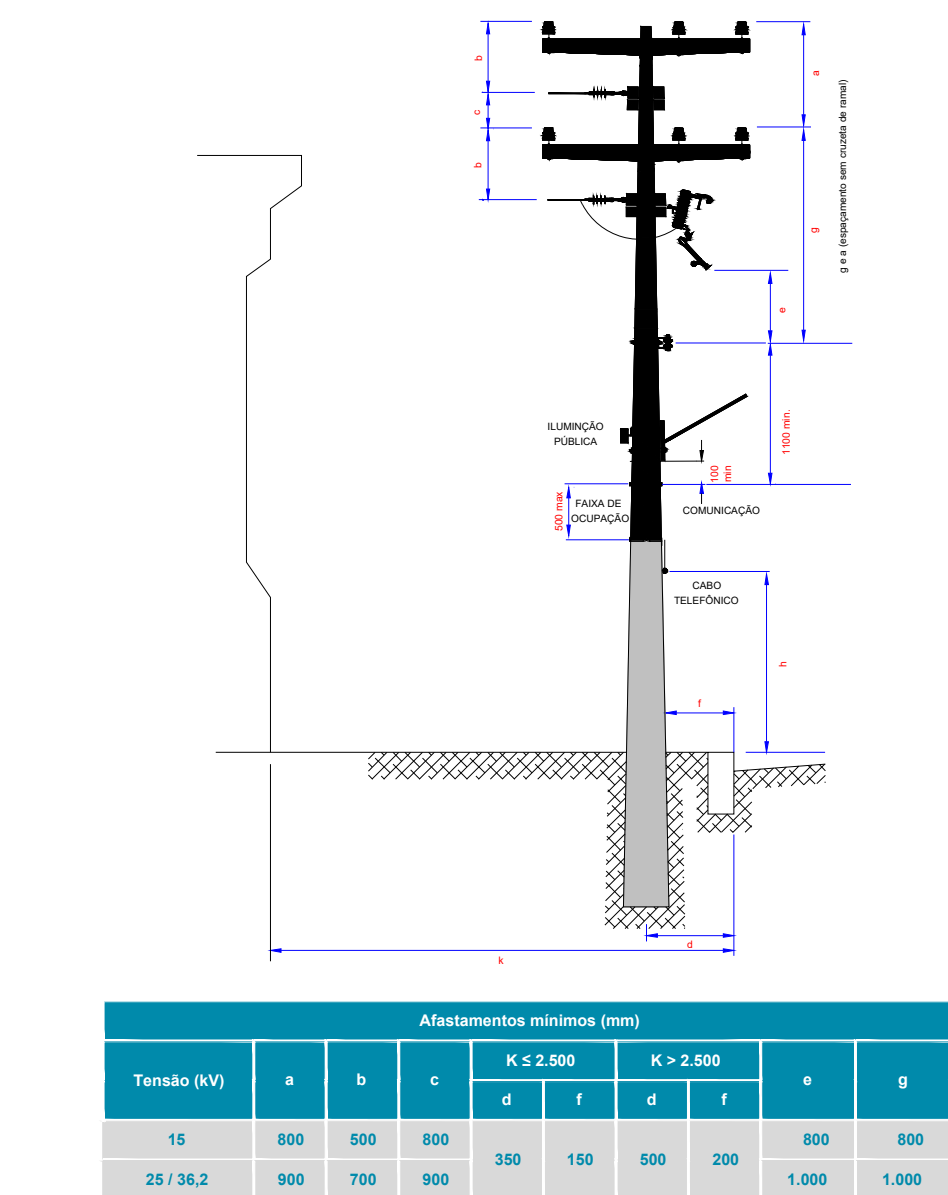 b
a
c
b
g
g e a (espaçamento sem cruzeta de ramal)
e
1100 min.
ILUMINÇÃO
PÚBLICA
100
min
500 max
FAIXA DE
OCUPAÇÃO
COMUNICAÇÃO
CABO
TELEFÔNICO
h
f
d
k
Afastamentos mínimos (mm)
Tensão (kV) a b c K ≤ 2.500 K > 2.500 e g
d f d f
15 800 500 800 350 150 500 200 800 800
25 / 36,2 900 700 900 1.000 1.000